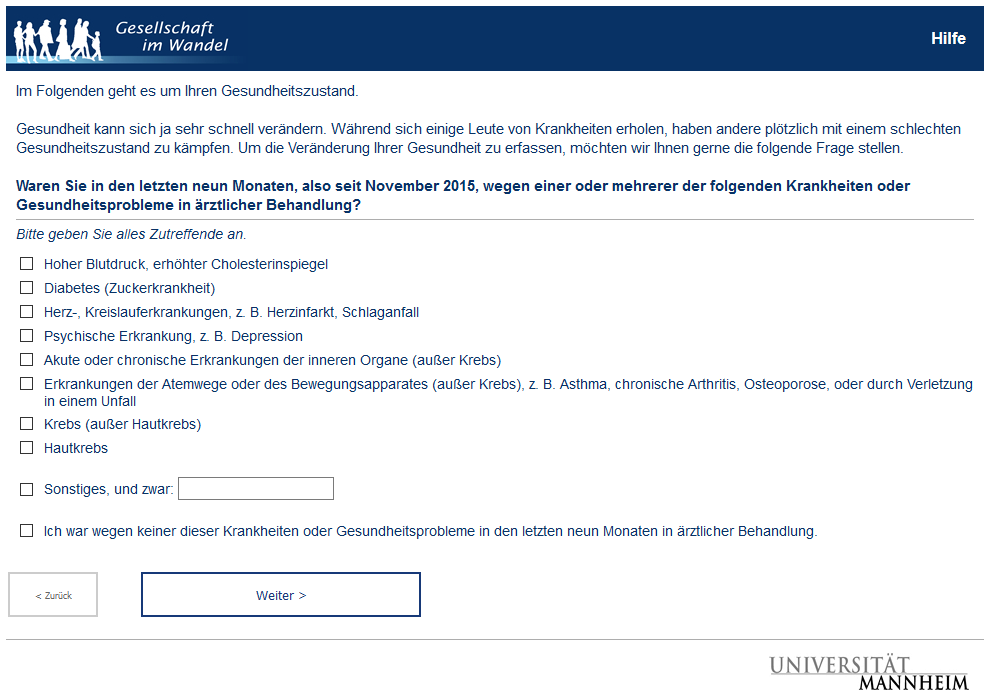 Gesellschaft
im Wandel
Hilfe
Im Folgenden geht es um Ihren Gesundheitszustand.
Gesundheit kann sich ja sehr schnell verändern. Während sich einige Leute von Krankheiten erholen, haben andere plötzlich mit einem schlechten
Gesundheitszustand zu kämpfen. Um die Veränderung Ihrer Gesundheit zu erfassen, möchten wir Ihnen gerne die folgende Frage stellen.
Waren Sie in den letzten neun Monaten, also seit November 2015, wegen einer oder mehrerer der folgenden Krankheiten oder
Gesundheitsprobleme in ärztlicher Behandlung?
Bitte geben Sie alles Zutreffende an.
Hoher Blutdruck, erhöhter Cholesterinspiegel
Diabetes (Zuckerkrankheit)
Herz-, Kreislauferkrankungen, z. B. Herzinfarkt, Schlaganfall
Psychische Erkrankung, z. B. Depression
Akute oder chronische Erkrankungen der inneren Organe (außer Krebs)
Erkrankungen der Atemwege oder des Bewegungsapparates (außer Krebs), z. B. Asthma, chronische Arthritis, Osteoporose, oder durch Verletzung
in einem Unfall
Krebs (außer Hautkrebs)
Hautkrebs
Sonstiges, und zwar:
Ich war wegen keiner dieser Krankheiten oder Gesundheitsprobleme in den letzten neun Monaten in ärztlicher Behandlung.
< Zurück
Weiter >
UNIVERSITÄT
MANNHEIM